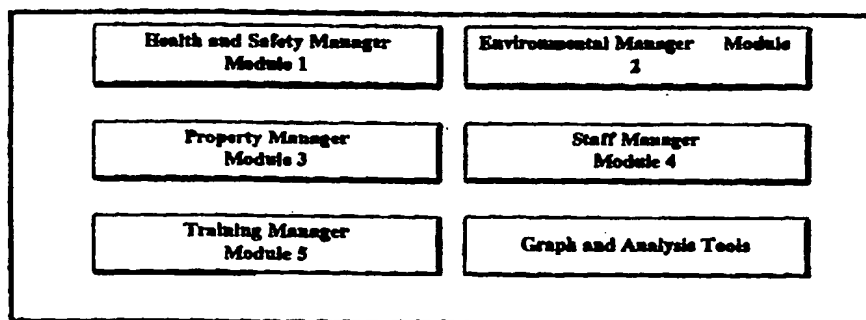 Health and Safety Manager
Module 1
Environmental Manager Module
2
Property Manager
Module 3
Staff Manager
Module 4
Training Manager
Module 5
Graph and Analysis Tools